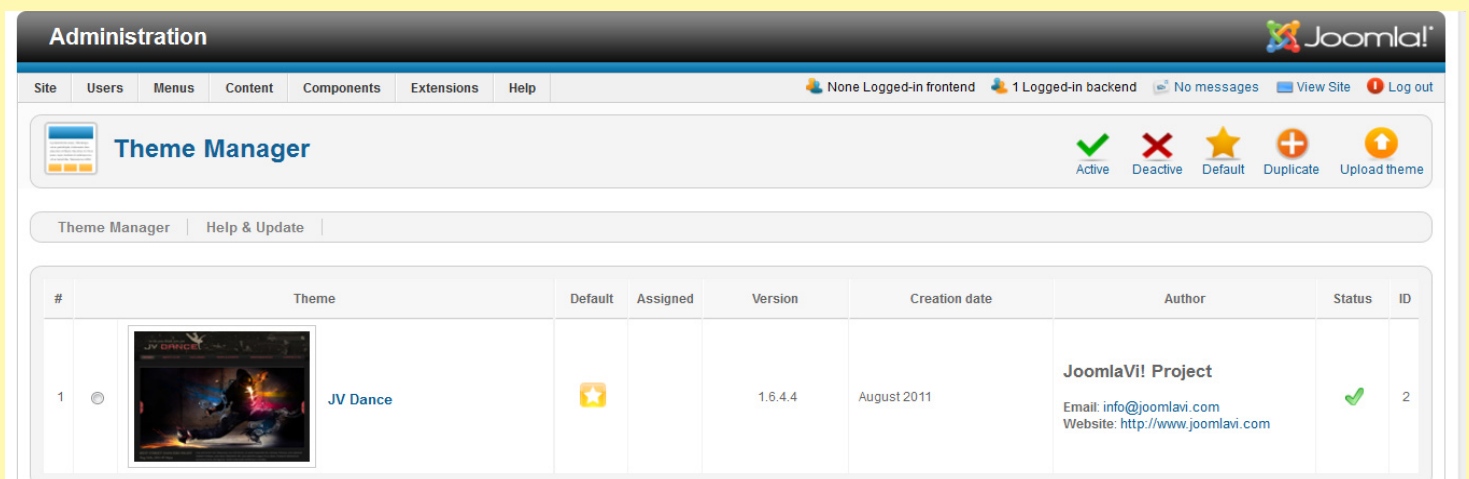 Administration
Joomla!
Site Users Menus Content Components Extensions Help None Logged-in frontend 1 Logged-in backend No messages View Site Log out
Theme Manager
Active Deactive Default Duplicate Upload theme
Theme Manager Help & Update
# Theme Default Assigned Version Creation date Author Status ID
JV DANCE
1 JV Dance 1.6.4.4 August 2011 2
JoomlaVi! Project
Email: info@joomlavi.com
Website: http://www.joomlavi.com